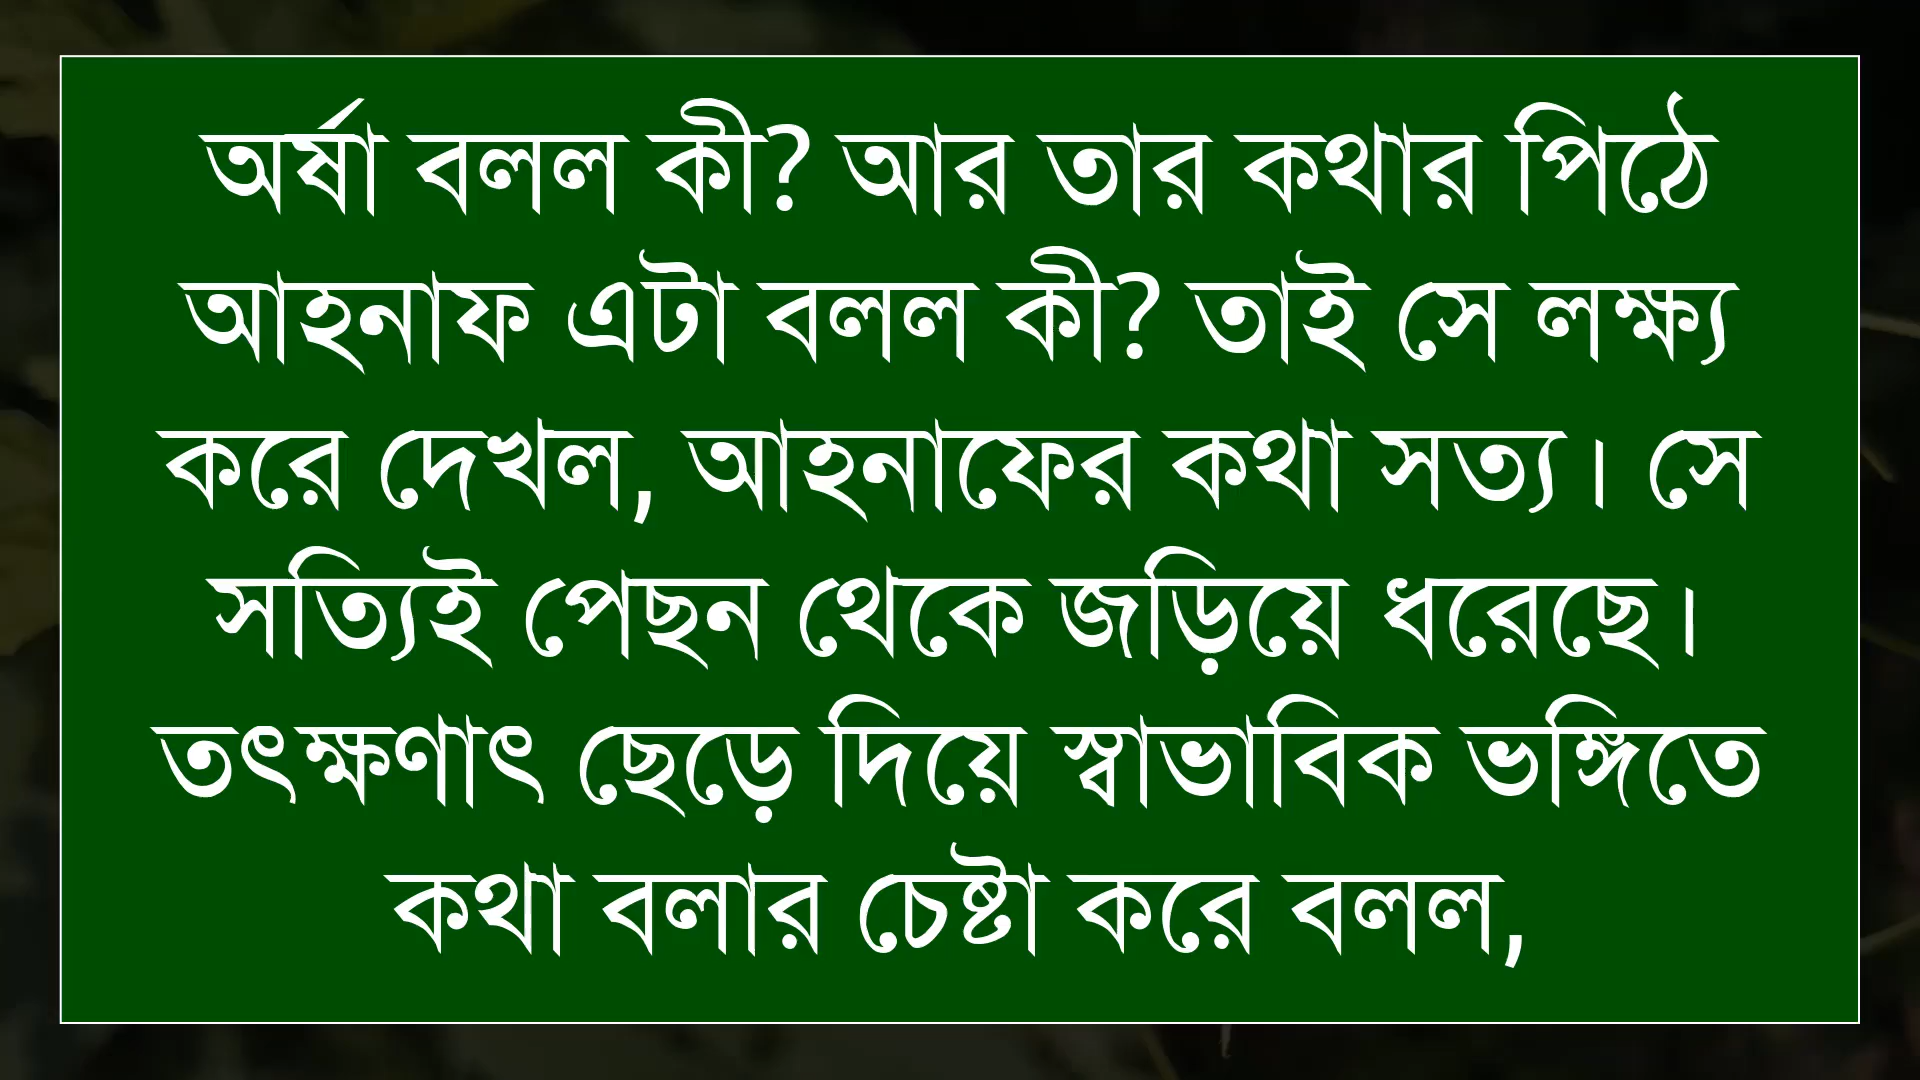 অর্ষা বলল কী? আর তার কথার পিঠে
আহনাফ এটা বলল কী? তাই সে লক্ষ্য
করে দেখল, আহনাফের কথা সত্য। সে
সত্যিই পেছন থেকে জড়িয়ে ধরেছে।
তৎক্ষণাৎ ছেড়ে দিয়ে স্বাভাবিক ভঙ্গিতে
কথা বলার চেষ্টা করে বলল,